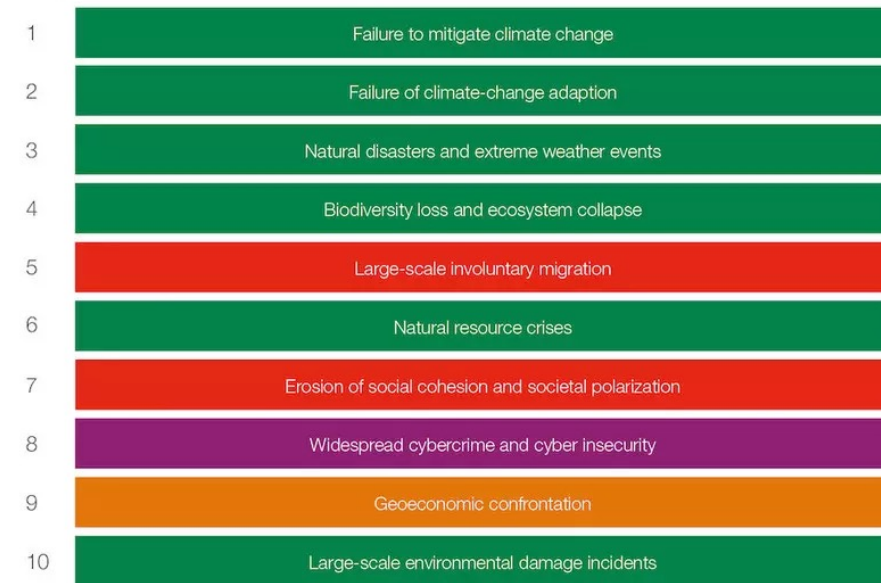 1 Failure to mitigate climate change
2 Failure of climate-change adaption
3 Natural disasters and extreme weather events
4 Biodiversity loss and ecosystem collapse
5 Large-scale involuntary migration
6 Natural resource crises
7 Erosion of social cohesion and societal polarization
8 Widespread cybercrime and cyber insecurity
9 Geoeconomic confrontation
10 Large-scale environmental damage incidents